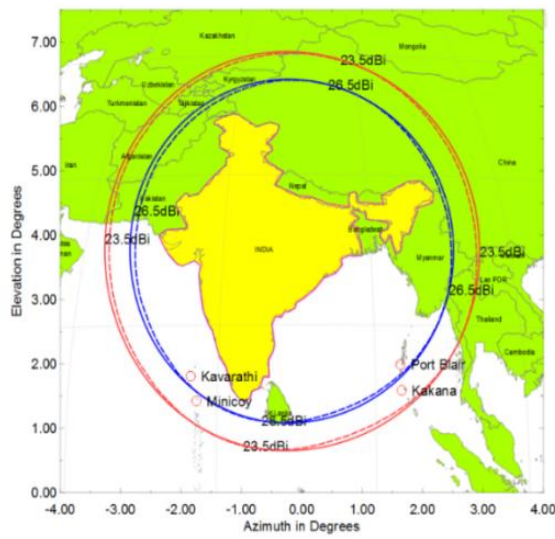 7.00
6.00
5.00
4.00
3.00
2.00
1.00
0.00
-4.00
-3.00
-2.00
-1.00
0.00
1.00
2.00
3.00
4.00
Elevation in Degrees
Azimuth in Degrees
Kazakhstan
Mongolia
23.5dBi
Uzbekistan
Kyrgyzstan
26.5dBi
Turkmenistan
Tajikistan
Afghanistan
Iran
China
Nepal
Pakistan
26.5dBi
23.5dBi
INDIA
Bangladesh
Myanmar
23.5dBi
Lao PDR
26.5dBi
Thailand
Cambodia
Port Blair
Kavarathi
Kakana
Minicoy
26.5dBi
23.5dBi